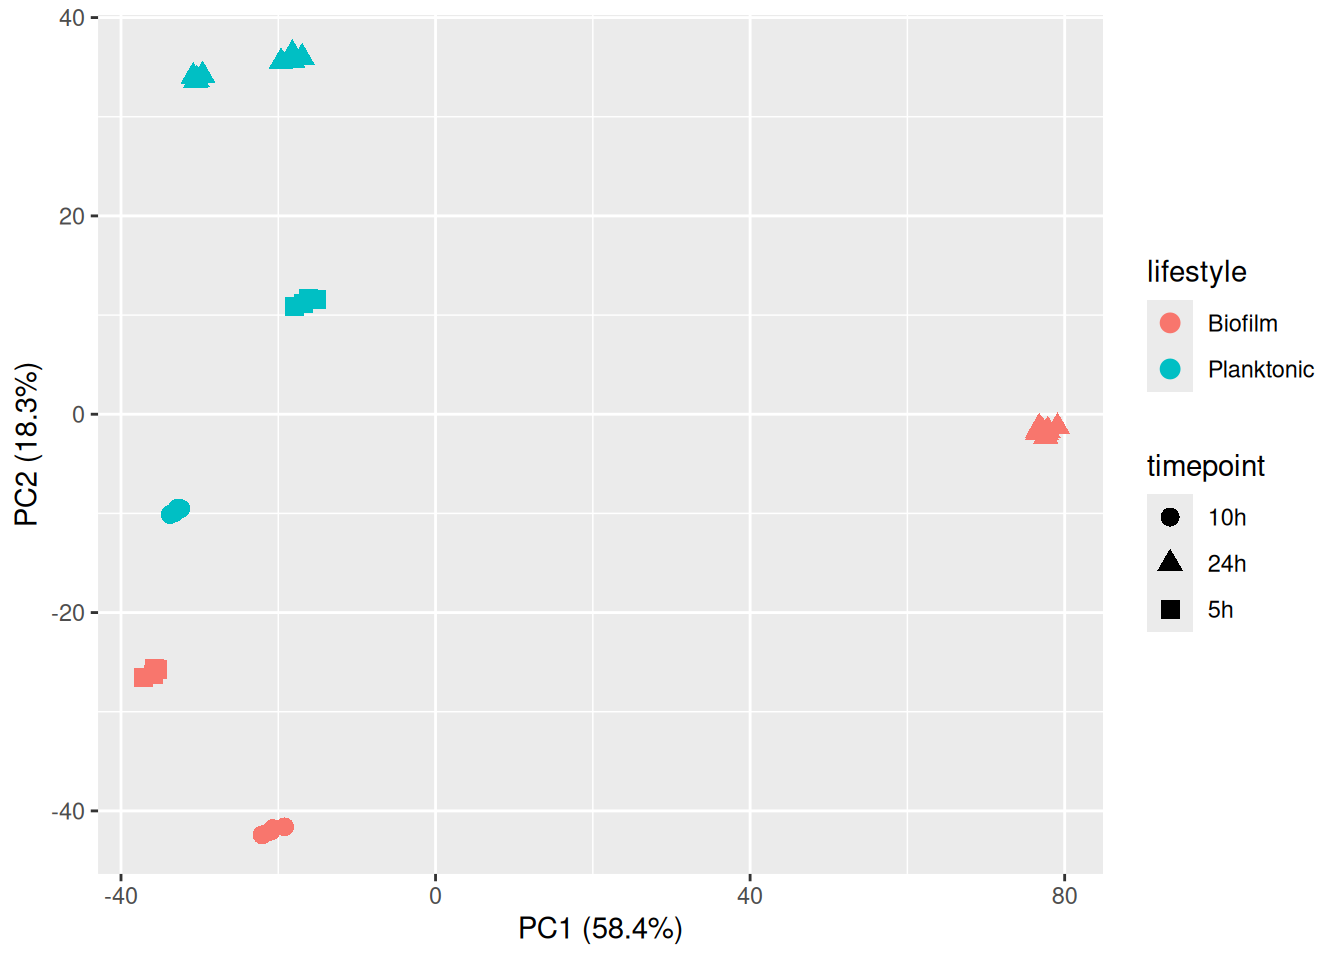 40
20
0
-20
-40
-40
0
40
80
PC1 (58.4%)
PC2 (18.3%)
lifestyle
Biofilm
Planktonic
timepoint
10h
24h
5h